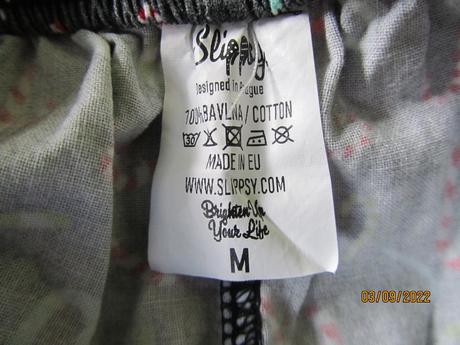 Slippsy
Designed in Prague
100% BAVLNA / COTTON
30
MADE IN EU
WWW.SLIPPSY.COM
Brighten Up
Your Life
M
03/09/2022